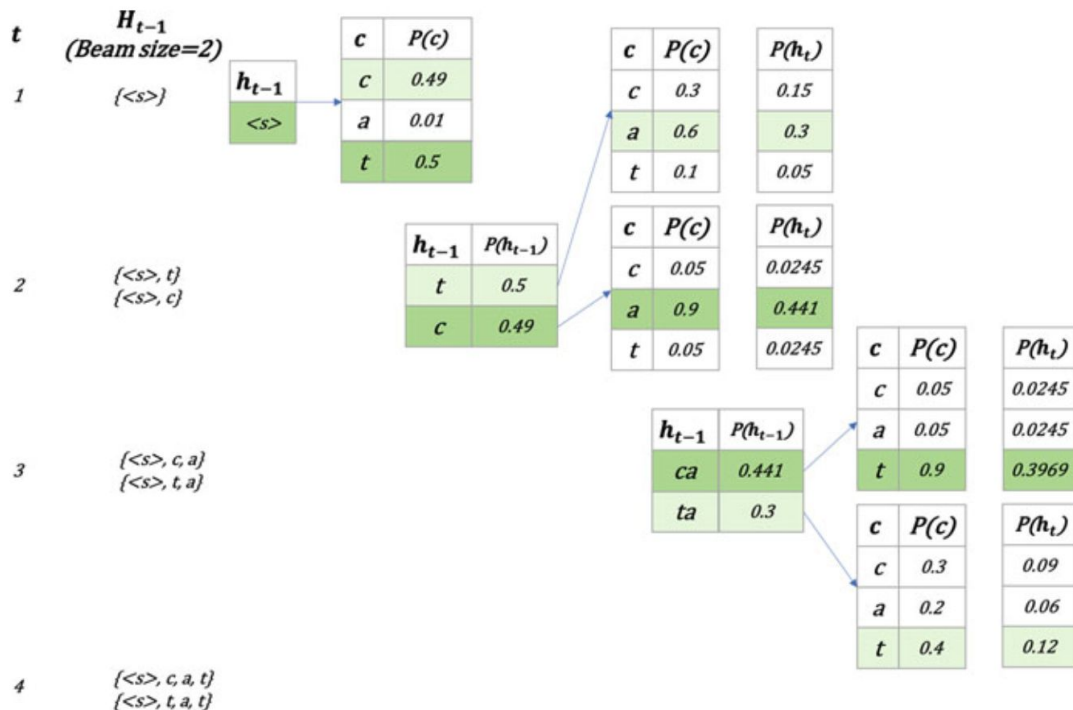 t H_{t−1}
(Beam size=2)
1 {<s>}
h_{t−1}
<s>
c P(c)
c 0.49
a 0.01
t 0.5
c P(c) P(h_t)
c 0.3 0.15
a 0.6 0.3
t 0.1 0.05
2 {<s>, t}
{<s>, c}
h_{t−1} P(h_{t−1})
t 0.5
c 0.49
c P(c) P(h_t)
c 0.05 0.0245
a 0.9 0.441
t 0.05 0.0245
3 {<s>, c, a}
{<s>, t, a}
h_{t−1} P(h_{t−1})
ca 0.441
ta 0.3
c P(c) P(h_t)
c 0.05 0.0245
a 0.05 0.0245
t 0.9 0.3969
c P(c) P(h_t)
c 0.3 0.09
a 0.2 0.06
t 0.4 0.12
4 {<s>, c, a, t}
{<s>, t, a, t}